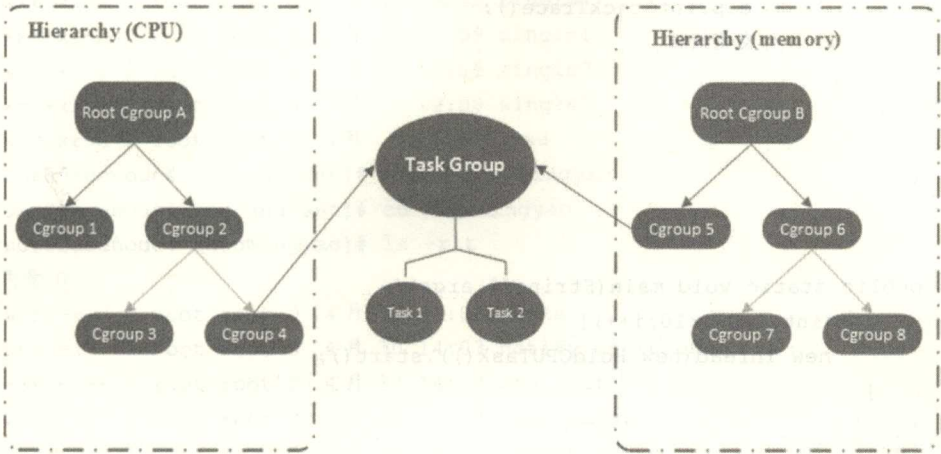 Hierarchy (CPU)
Root Cgroup A
Cgroup 1
Cgroup 2
Cgroup 3
Cgroup 4
Task Group
Task 1
Task 2
Hierarchy (memory)
Root Cgroup B
Cgroup 5
Cgroup 6
Cgroup 7
Cgroup 8